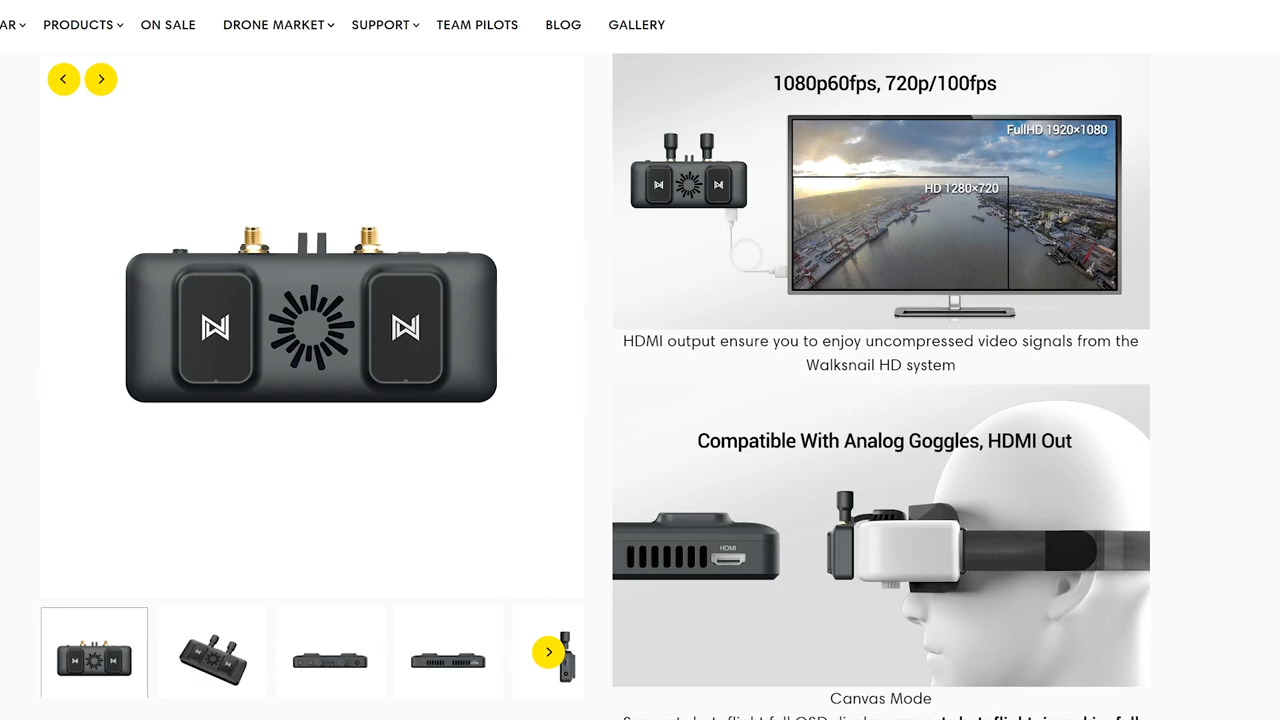 AR
PRODUCTS
ON SALE
DRONE MARKET
SUPPORT
TEAM PILOTS
BLOG
GALLERY
1080p60fps, 720p/100fps
FullHD 1920×1080
HD 1280×720
HDMI output ensure you to enjoy uncompressed video signals from the
Walksnail HD system
Compatible With Analog Goggles, HDMI Out
HDMI
Canvas Mode